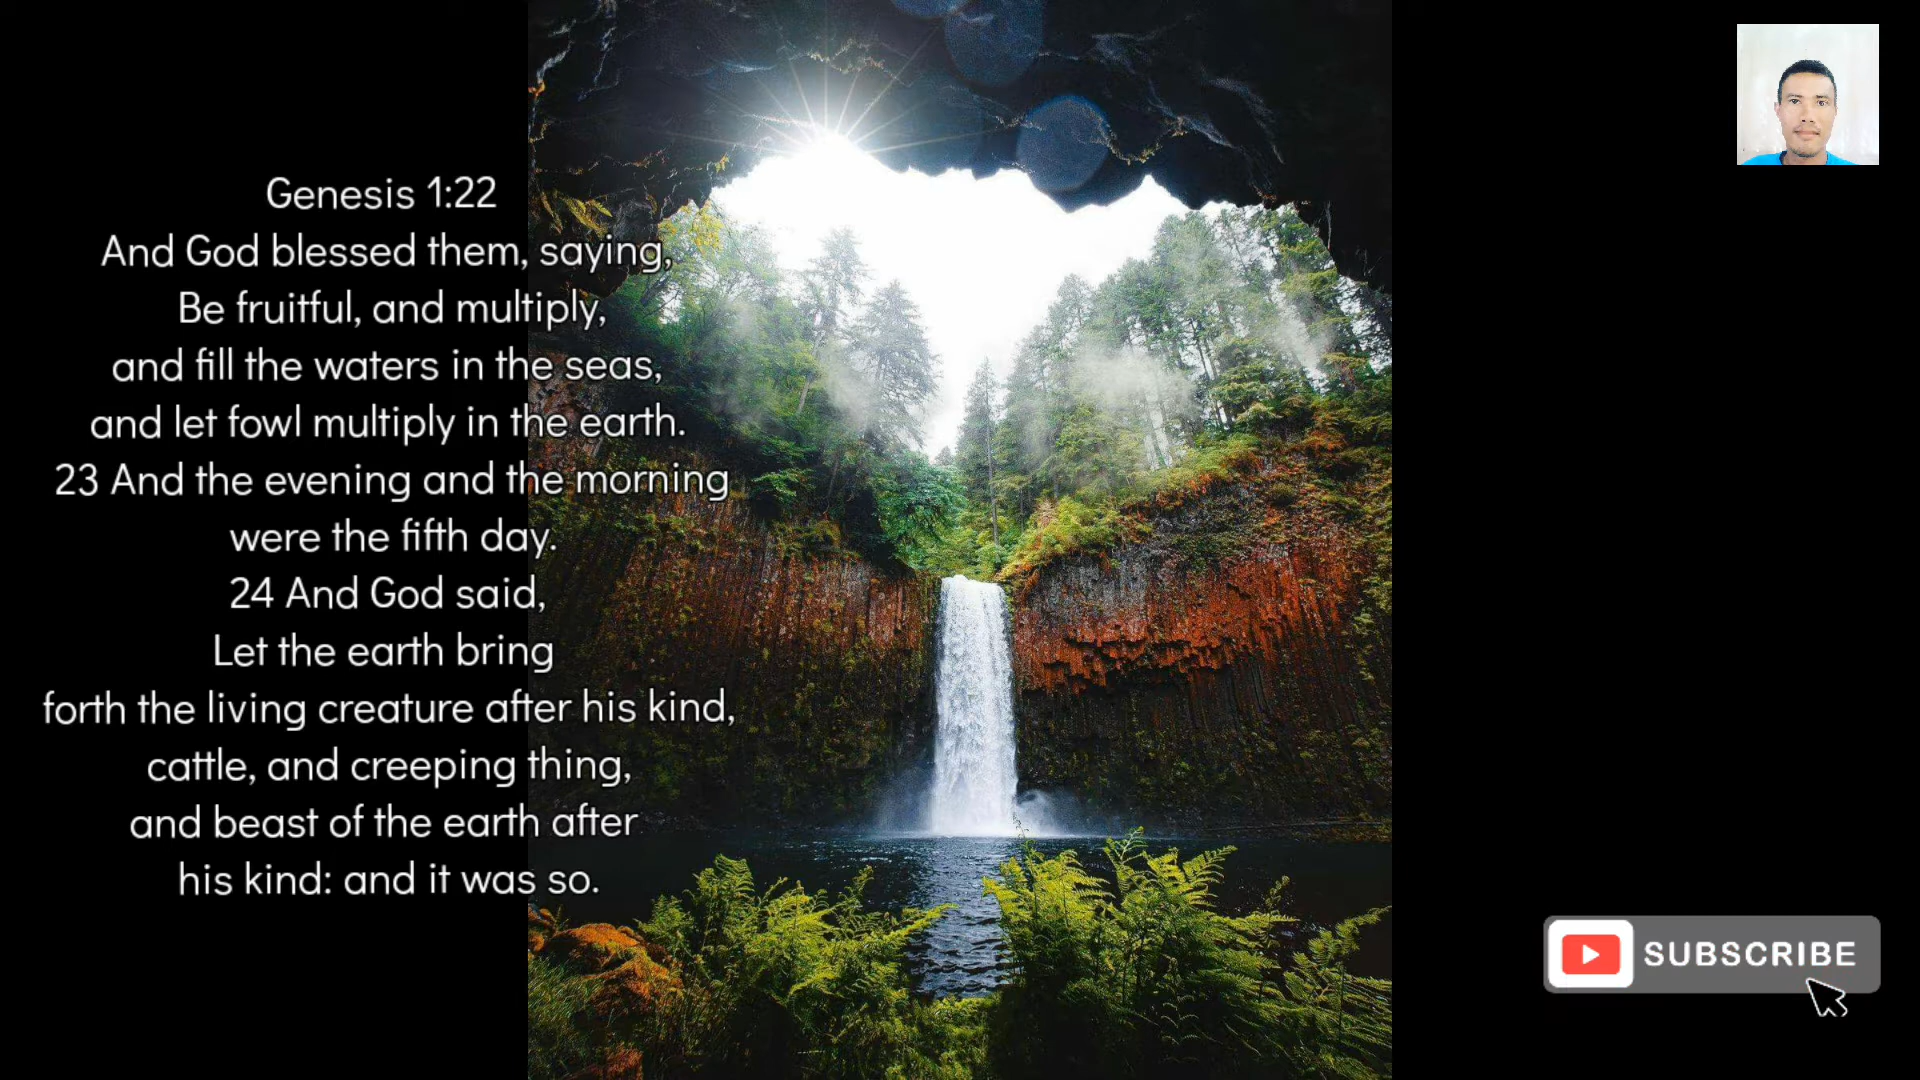 Genesis 1:22
And God blessed them, saying,
Be fruitful, and multiply,
and fill the waters in the seas,
and let fowl multiply in the earth.
23 And the evening and the morning
were the fifth day.
24 And God said,
Let the earth bring
forth the living creature after his kind,
cattle, and creeping thing,
and beast of the earth after
his kind: and it was so.
SUBSCRIBE